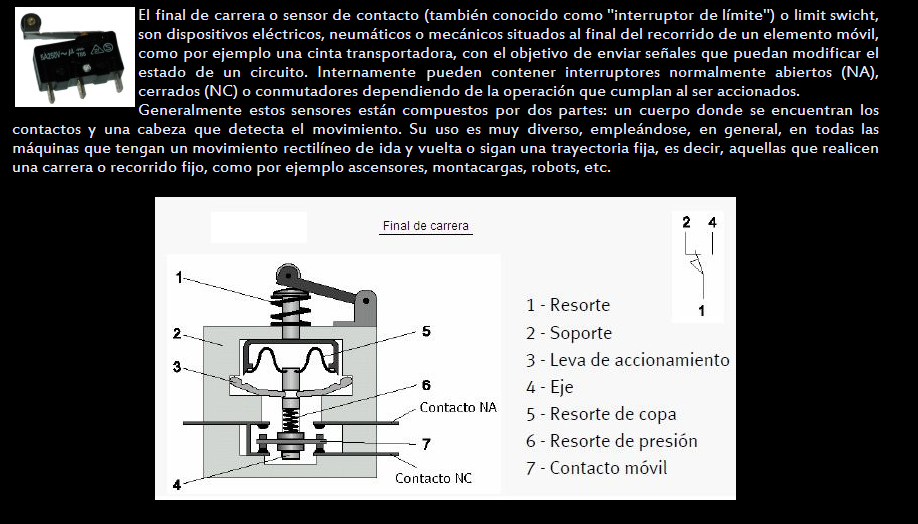 El final de carrera o sensor de contacto (también conocido como "interruptor de límite") o limit swicht,
son dispositivos eléctricos, neumáticos o mecánicos situados al final del recorrido de un elemento móvil,
como por ejemplo una cinta transportadora, con el objetivo de enviar señales que puedan modificar el
estado de un circuito. Internamente pueden contener interruptores normalmente abiertos (NA),
cerrados (NC) o conmutadores dependiendo de la operación que cumplan al ser accionados.
Generalmente estos sensores están compuestos por dos partes: un cuerpo donde se encuentran los
contactos y una cabeza que detecta el movimiento. Su uso es muy diverso, empleándose, en general, en todas las
máquinas que tengan un movimiento rectilíneo de ida y vuelta o sigan una trayectoria fija, es decir, aquellas que realicen
una carrera o recorrido fijo, como por ejemplo ascensores, montacargas, robots, etc.
Final de carrera
2 4
1
1
2
3
4
5
6
Contacto NA
7
Contacto NC
1 - Resorte
2 - Soporte
3 - Leva de accionamiento
4 - Eje
5 - Resorte de copa
6 - Resorte de presión
7 - Contacto móvil